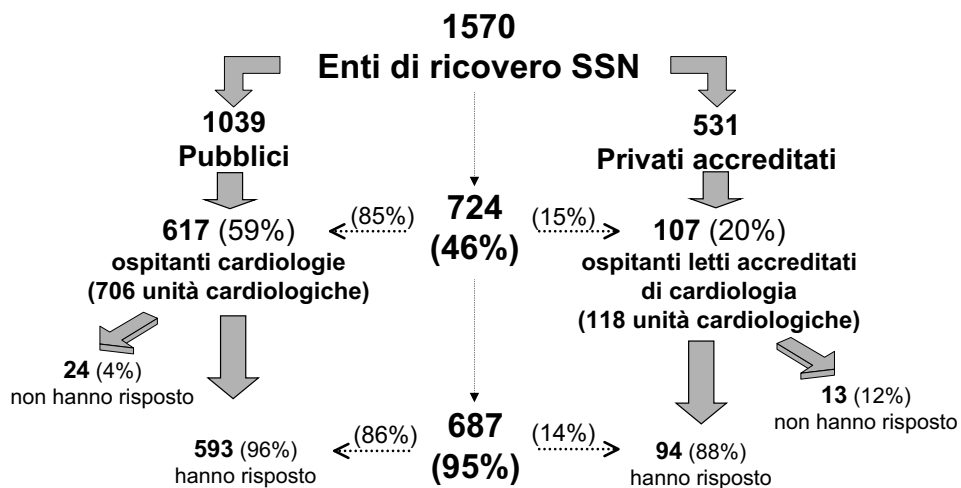 1570
Enti di ricovero SSN
1039
Pubblici
531
Privati accreditati
617 (59%)
ospitanti cardiologie
(706 unità cardiologiche)
(85%)
724
(46%)
(15%)
107 (20%)
ospitanti letti accreditati
di cardiologia
(118 unità cardiologiche)
24 (4%)
non hanno risposto
13 (12%)
non hanno risposto
593 (96%)
hanno risposto
(86%)
687
(95%)
(14%)
94 (88%)
hanno risposto